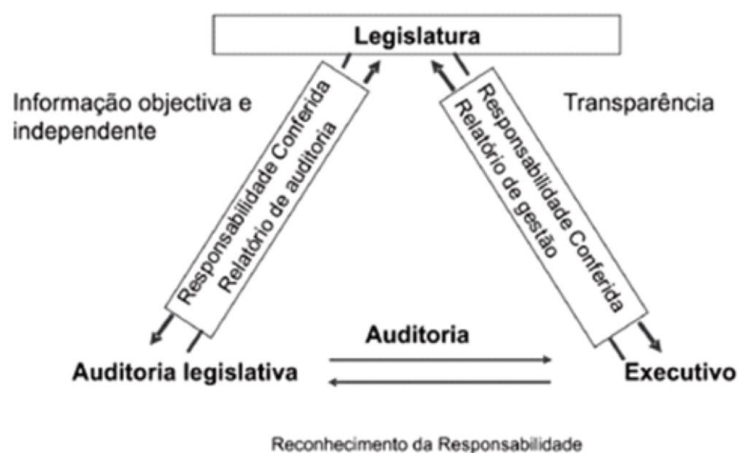 Legislatura
Informação objectiva e
independente
Responsabilidade Conferida
Relatório de auditoria
Responsabilidade Conferida
Relatório de gestão
Transparência
Auditoria
Auditoria legislativa
Executivo
Reconhecimento da Responsabilidade